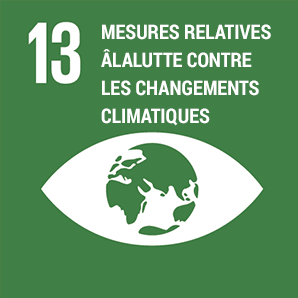 13
MESURES RELATIVES
ÂLALUTTE CONTRE
LES CHANGEMENTS
CLIMATIQUES